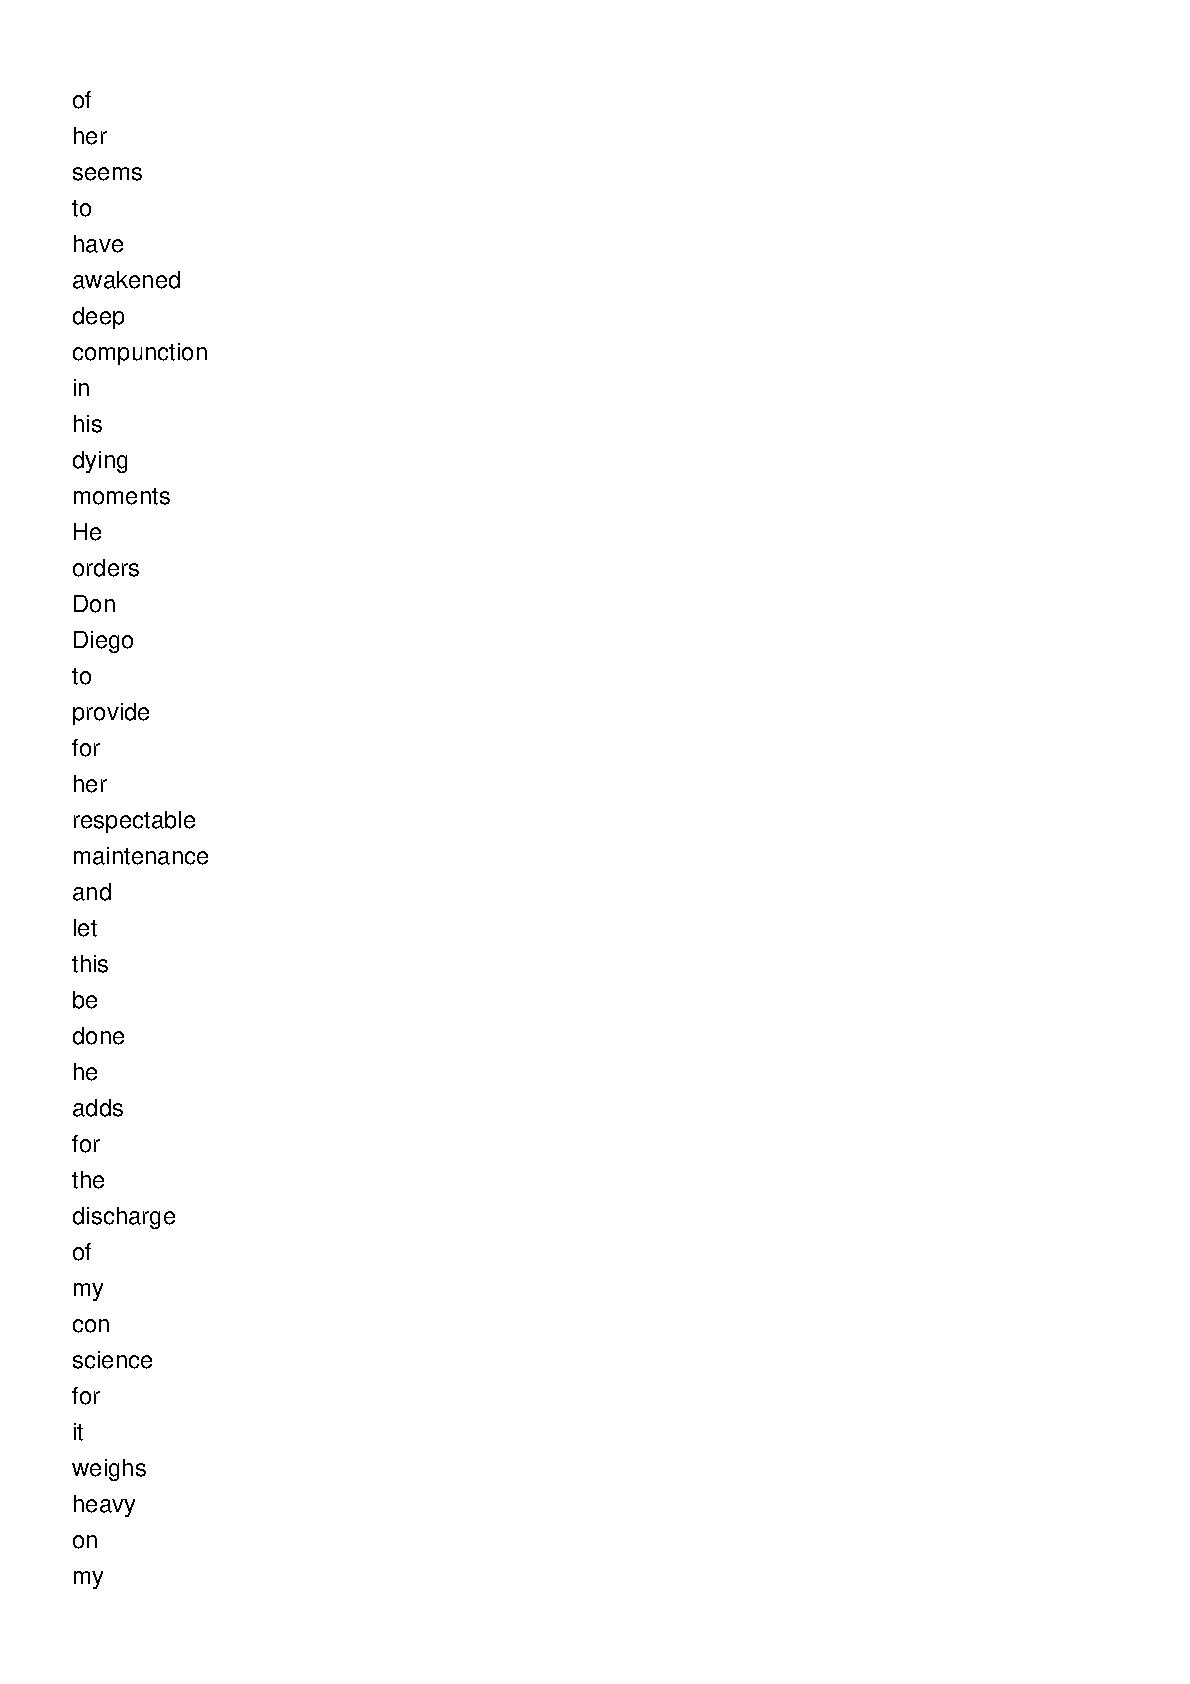 of
her
seems
to
have
awakened
deep
compunction
in
his
dying
moments
He
orders
Don
Diego
to
provide
for
her
respectable
maintenance
and
let
this
be
done
he
adds
for
the
discharge
of
my
con
science
for
it
weighs
heavy
on
my